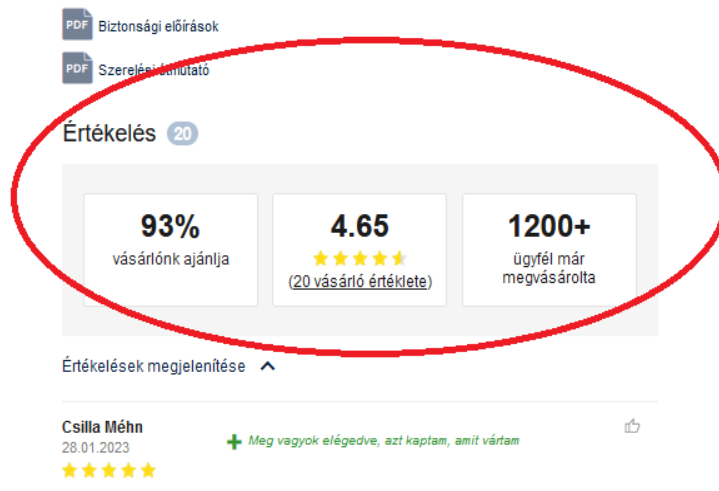 PDF Biztonsági előírások
PDF Szerelési útmutató
Értékelés 20
93%
vásárlónk ajánlja
4.65
(20 vásárló értéklete)
1200+
ügyfél már
megvásárolta
Értékelések megjelenítése
Csilla Méhn
28.01.2023
Meg vagyok elégedve, azt kaptam, amit vártam